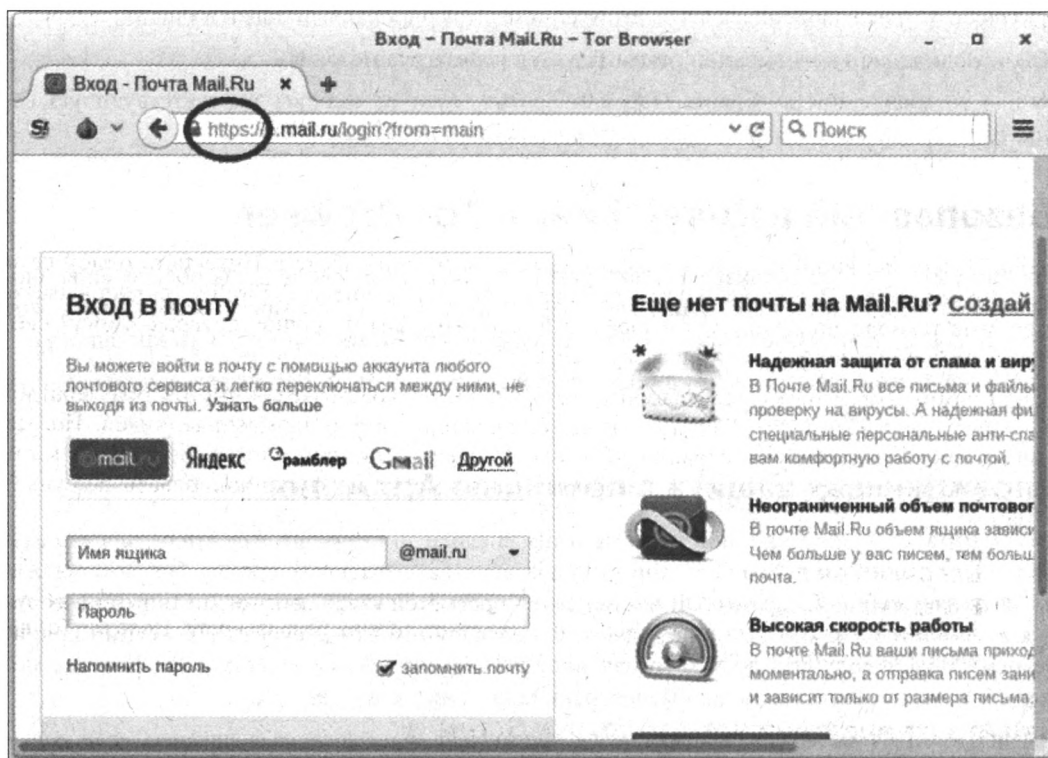 Вход – Почта Mail.Ru – Tor Browser
Вход - Почта Mail.Ru
https://e.mail.ru/login?from=main
Поиск
Вход в почту
Вы можете войти в почту с помощью аккаунта любого
почтового сервиса и легко переключаться между ними, не
выходя из почты. Узнать больше
@mail.ru Яндекс Рамблер Gmail Другой
Имя ящика @mail.ru
Пароль
Напомнить пароль запомнить почту
Еще нет почты на Mail.Ru? Создай
Надежная защита от спама и виру
В Почте Mail.Ru все письма и файлы
проверку на вирусы. А надежная фи
специальные персональные анти-спа
вам комфортную работу с почтой.
Неограниченный объем почтовог
В почте Mail.Ru объем ящика зависи
Чем больше у вас писем, тем больш
почта.
Высокая скорость работы
В почте Mail.Ru ваши письма приход
моментально, а отправка писем зани
и зависит только от размера письма.